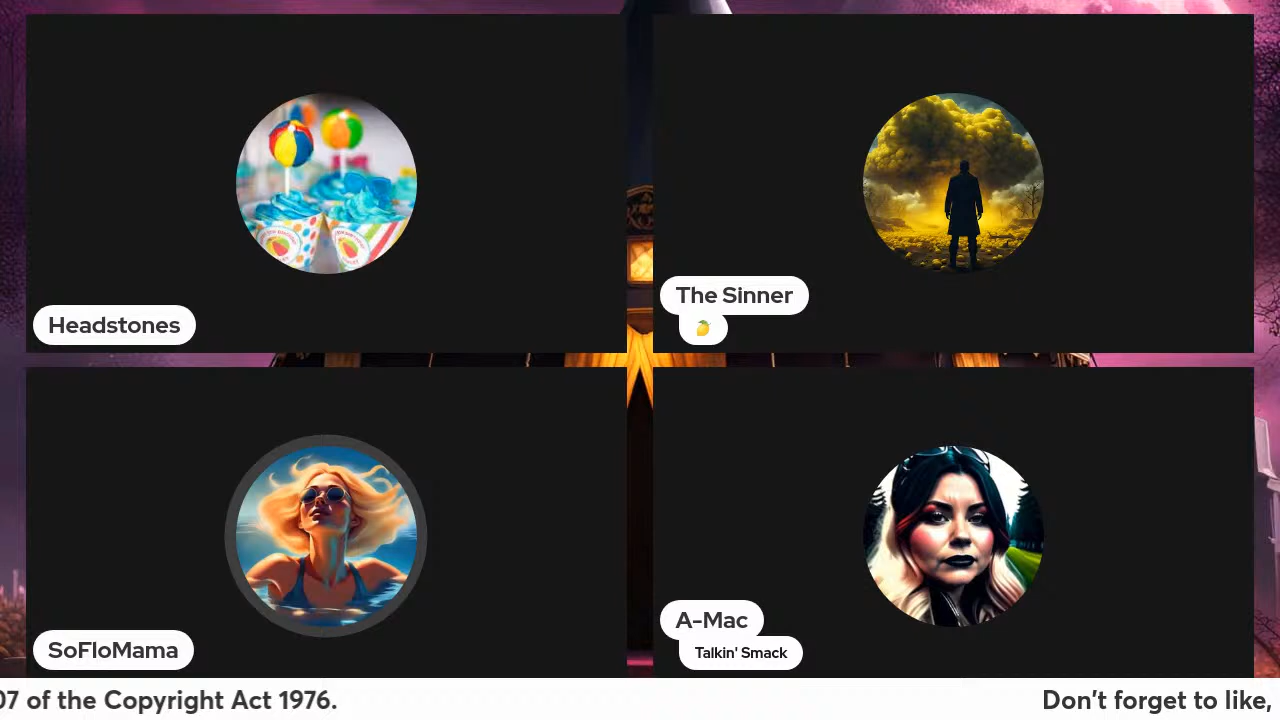 Headstones
The Sinner
🍋
SoFloMama
A-Mac
Talkin' Smack
07 of the Copyright Act 1976.
Don't forget to like,